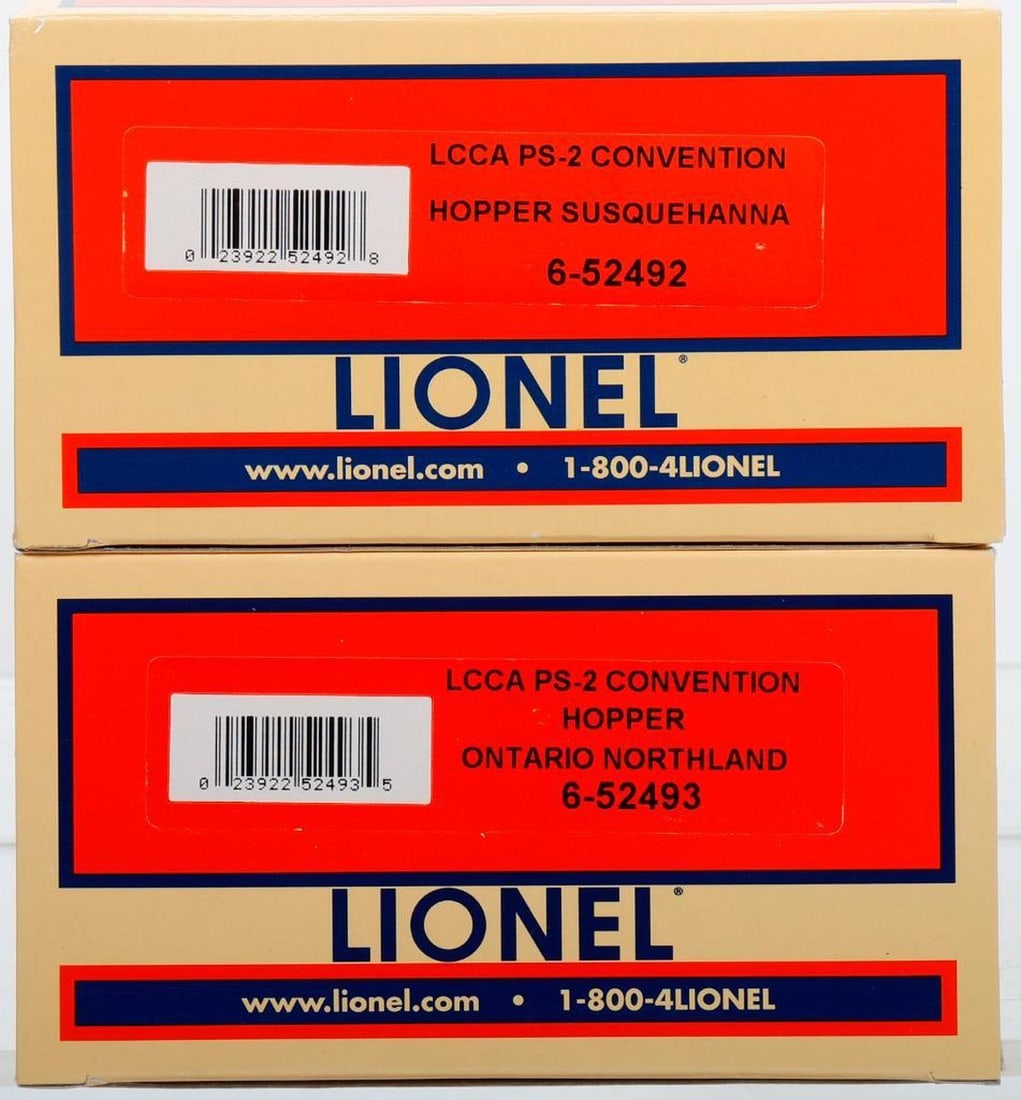 LCCA PS-2 CONVENTION
HOPPER SUSQUEHANNA
6-52492
0 23922 52492 8
LIONEL®
www.lionel.com • 1-800-4LIONEL
LCCA PS-2 CONVENTION
HOPPER
ONTARIO NORTHLAND
6-52493
0 23922 52493 5
LIONEL®
www.lionel.com • 1-800-4LIONEL